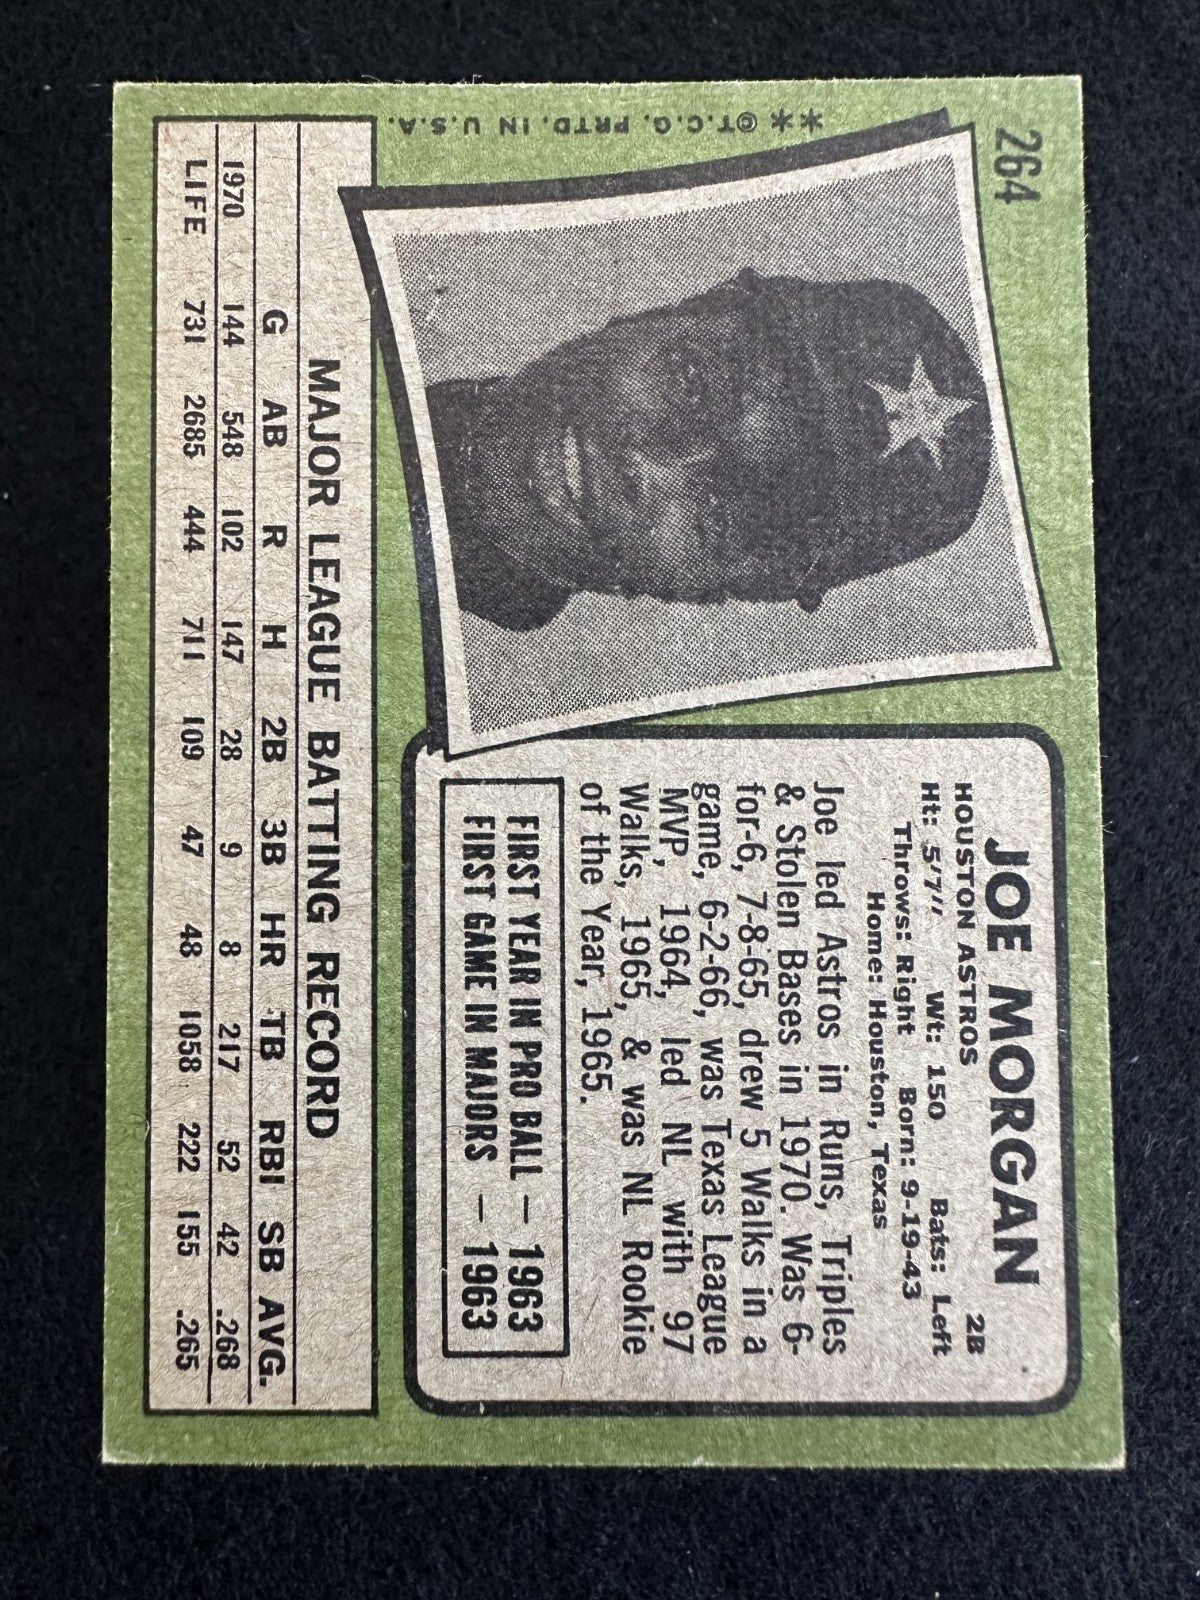 264
** ©T.C.G. PRTD. IN U.S.A.
JOE MORGAN 2B
HOUSTON ASTROS
Ht: 5'7" Wt: 150 Bats: Left
Throws: Right Born: 9-19-43
Home: Houston, Texas
Joe led Astros in Runs, Triples
& Stolen Bases in 1970. Was 6-
for-6, 7-8-65, drew 5 Walks in a
game, 6-2-66, was Texas League
MVP, 1964, led NL with 97
Walks, 1965, & was NL Rookie
of the Year, 1965.
FIRST YEAR IN PRO BALL — 1963
FIRST GAME IN MAJORS — 1963
MAJOR LEAGUE BATTING RECORD
G AB R H 2B 3B HR TB RBI SB AVG.
1970 144 548 102 147 28 9 8 217 52 42 .268
LIFE 731 2685 444 711 109 47 48 1058 222 155 .265